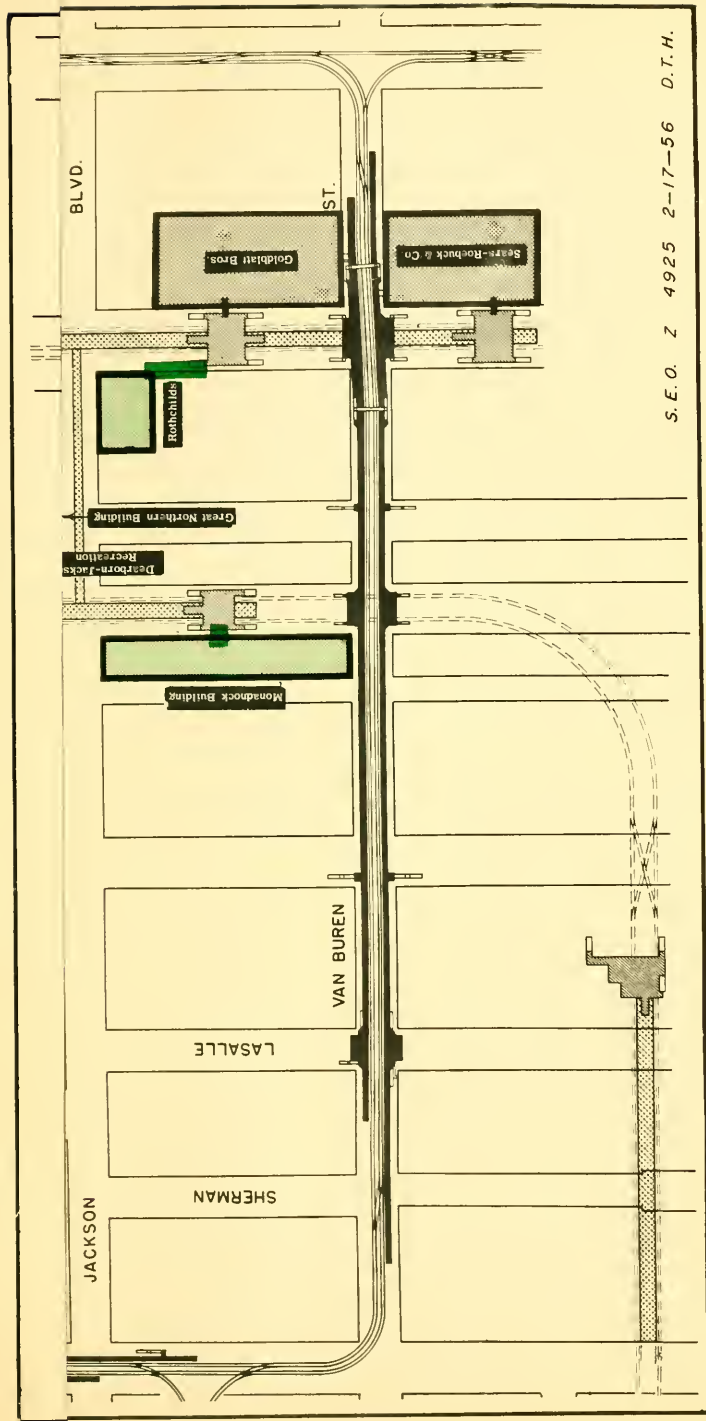 BLVD.
ST.
Goldblatt Bros.
Sears-Roebuck & Co.
Rothchilds
Great Northern Building
Dearborn-Jacks
Recreation
Monadnock Building
VAN BUREN
LASALLE
SHERMAN
JACKSON
S.E.O. Z 4925 2-17-56 D.T.H.